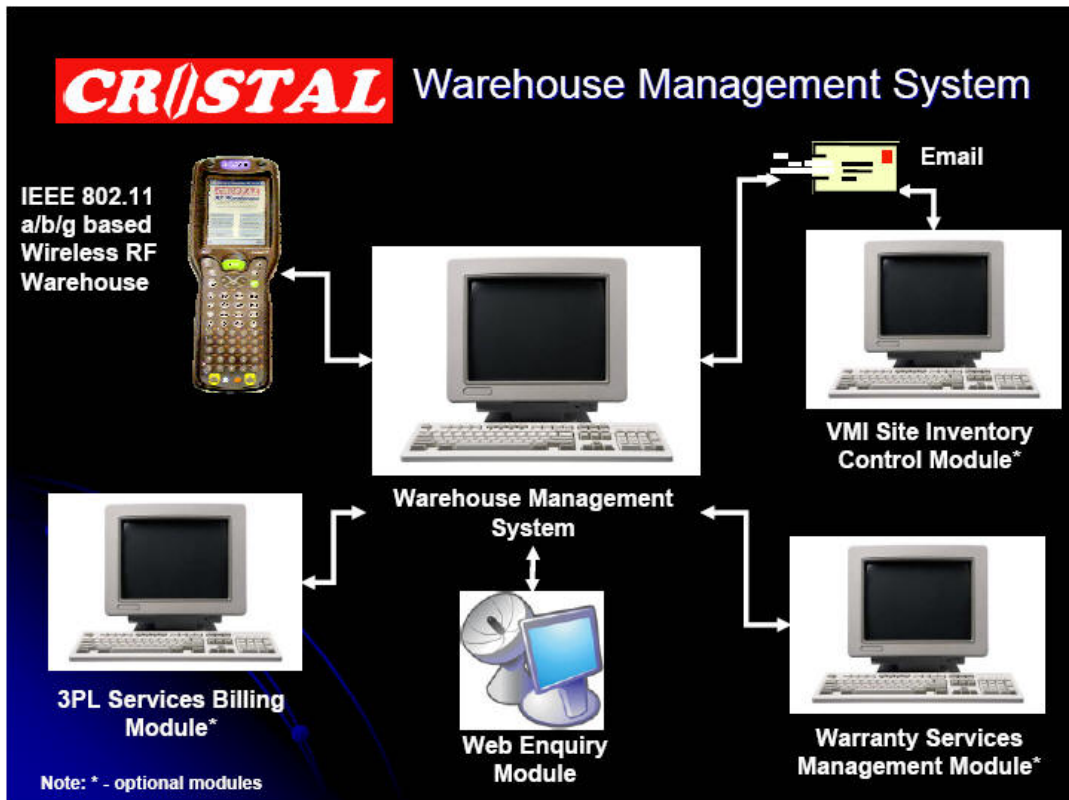 CRISTAL
Warehouse Management System
IEEE 802.11
a/b/g based
Wireless RF
Warehouse
Email
VMI Site Inventory
Control Module*
Warehouse Management
System
3PL Services Billing
Module*
Web Enquiry
Module
Warranty Services
Management Module*
Note: * - optional modules